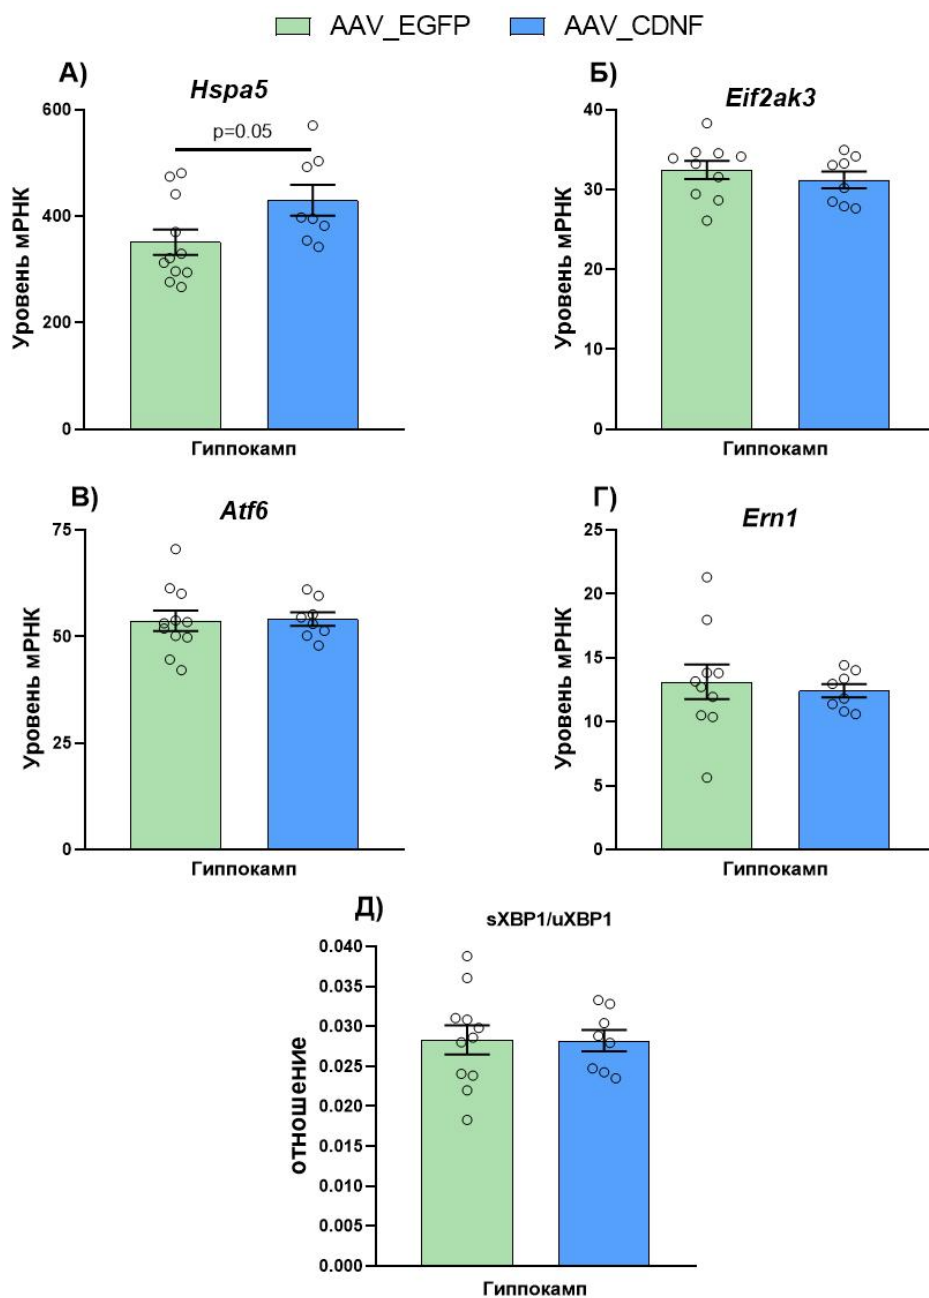 AAV_EGFP AAV_CDNF
А)
Hspa5
Уровень мРНК
600
400
200
0
p=0.05
Гиппокамп
Б)
Eif2ak3
Уровень мРНК
40
30
20
10
0
Гиппокамп
В)
Atf6
Уровень мРНК
75
50
25
0
Гиппокамп
Г)
Ern1
Уровень мРНК
25
20
15
10
5
0
Гиппокамп
Д)
sXBP1/uXBP1
отношение
0.040
0.035
0.030
0.025
0.020
0.015
0.010
0.005
0.000
Гиппокамп